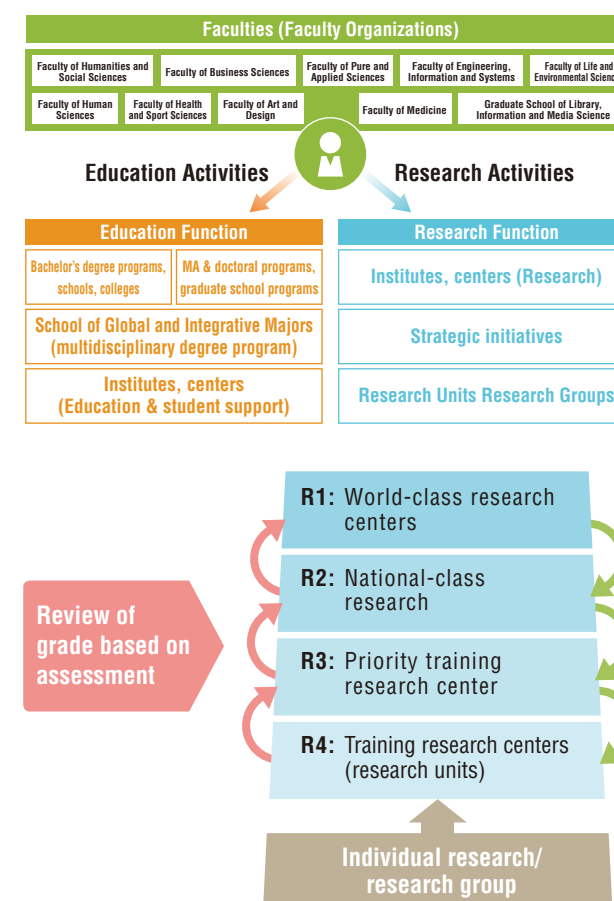 Faculties (Faculty Organizations)
Faculty of Humanities and
Social Sciences
Faculty of Business Sciences
Faculty of Pure and
Applied Sciences
Faculty of Engineering,
Information and Systems
Faculty of Life and
Environmental
Faculty of Human
Sciences
Faculty of Health
and Sport Sciences
Faculty of Art and
Design
Faculty of Medicine
Graduate School of Library,
Information and Media Science
Education Activities
Research Activities
Education Function
Bachelor's degree programs,
schools, colleges
MA & doctoral programs,
graduate school programs
School of Global and Integrative Majors
(multidisciplinary degree program)
Institutes, centers
(Education & student support)
Research Function
Institutes, centers (Research)
Strategic initiatives
Research Units Research Groups
Review of
grade based on
assessment
R1: World-class research
centers
R2: National-class
research
R3: Priority training
research center
R4: Training research centers
(research units)
Individual research/
research group